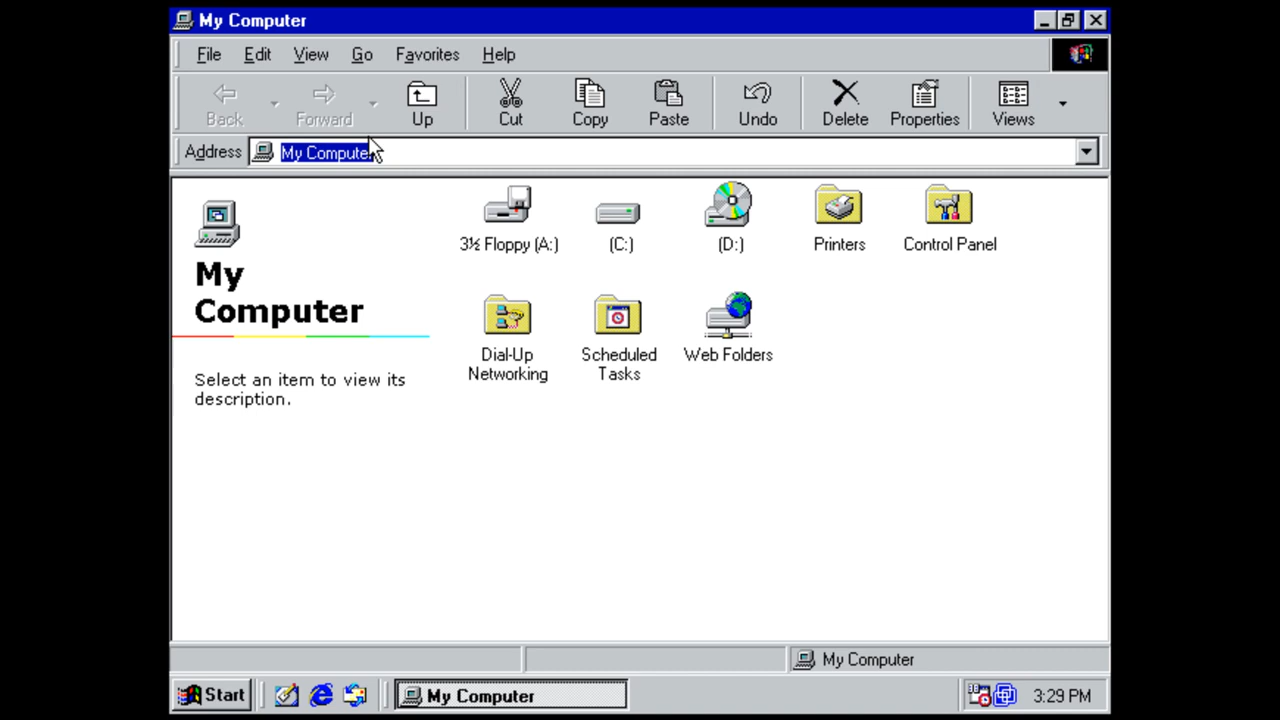 My Computer
File Edit View Go Favorites Help
Back Forward Up Cut Copy Paste Undo Delete Properties Views
Address My Computer
3½ Floppy (A:) (C:) (D:) Printers Control Panel
My
Computer
Dial-Up
Networking
Scheduled
Tasks
Web Folders
Select an item to view its
description.
My Computer
Start My Computer 3:29 PM